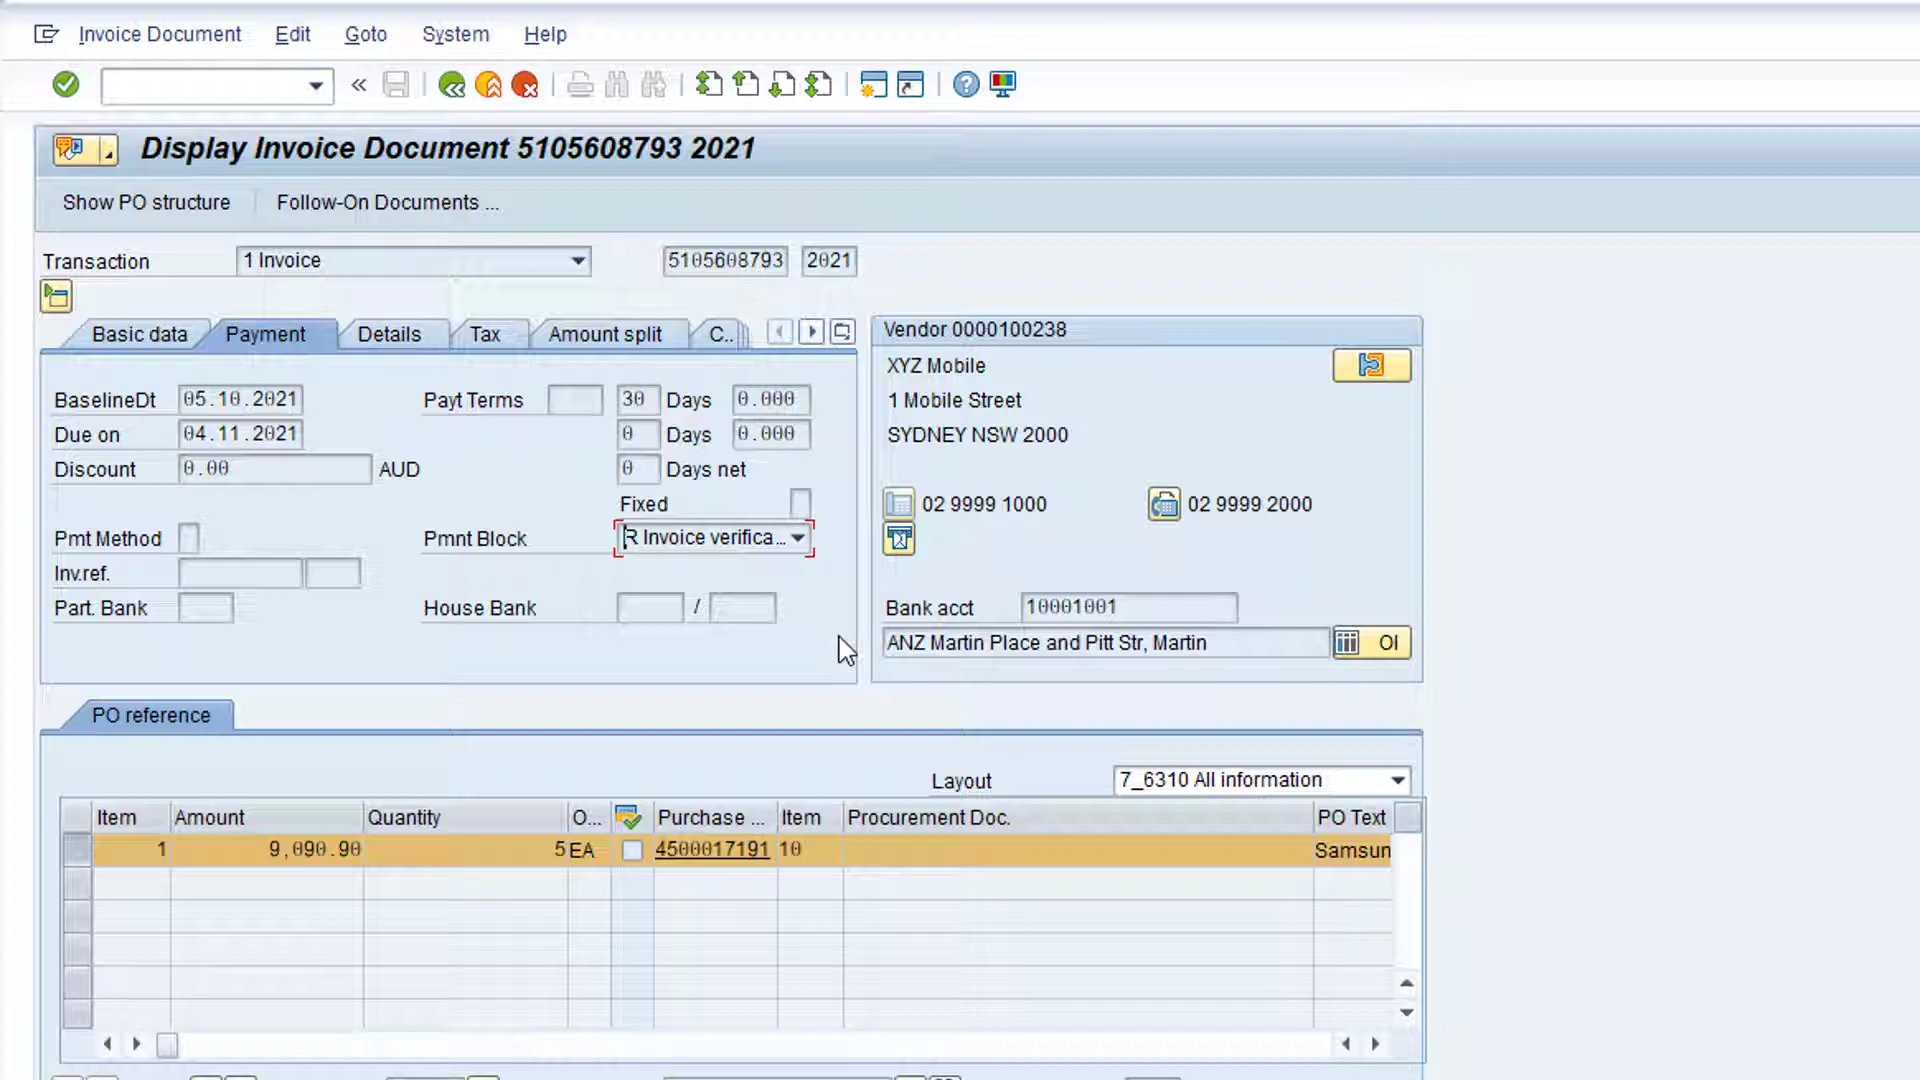 Invoice Document Edit Goto System Help
Display Invoice Document 5105608793 2021
Show PO structure Follow-On Documents ...
Transaction 1 Invoice 5105608793 2021
Basic data Payment Details Tax Amount split C..
BaselineDt 05.10.2021 Payt Terms 30 Days 0.000
Due on 04.11.2021 0 Days 0.000
Discount 0.00 AUD 0 Days net
Fixed
Pmt Method Pmnt Block R Invoice verifica...
Inv.ref.
Part. Bank House Bank /
Vendor 0000100238
XYZ Mobile
1 Mobile Street
SYDNEY NSW 2000
02 9999 1000 02 9999 2000
Bank acct 10001001
ANZ Martin Place and Pitt Str, Martin OI
PO reference
Layout 7_6310 All information
Item Amount Quantity O... Purchase ... Item Procurement Doc. PO Text
1 9,090.90 5 EA 4500017191 10 Samsun